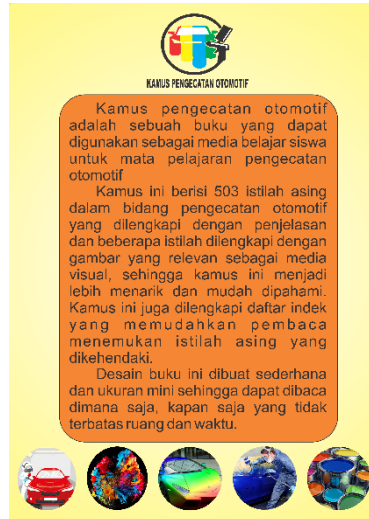 KAMUS PENGECATAN OTOMOTIF
Kamus pengecatan otomotif
adalah sebuah buku yang dapat
digunakan sebagai media belajar siswa
untuk mata pelajaran pengecatan
otomotif
Kamus ini berisi 503 istilah asing
dalam bidang pengecatan otomotif
yang dilengkapi dengan penjelasan
dan beberapa istilah dilengkapi dengan
gambar yang relevan sebagai media
visual, sehingga kamus ini menjadi
lebih menarik dan mudah dipahami.
Kamus ini juga dilengkapi daftar indek
yang memudahkan pembaca
menemukan istilah asing yang
dikehendaki.
Desain buku ini dibuat sederhana
dan ukuran mini sehingga dapat dibaca
dimana saja, kapan saja yang tidak
terbatas ruang dan waktu.